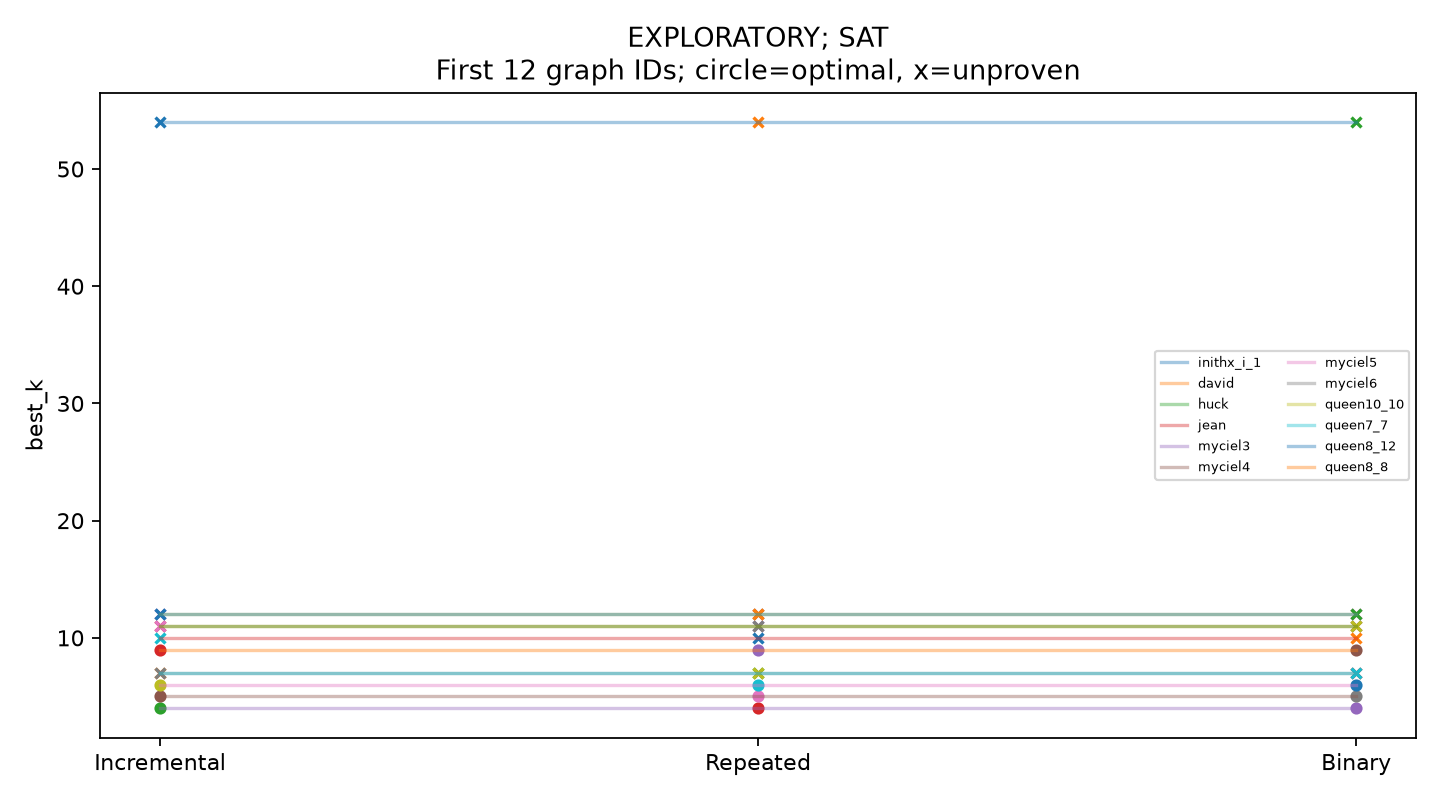 EXPLORATORY; SAT
First 12 graph IDs; circle=optimal, x=unproven
best_k
50
40
30
20
10
Incremental
Repeated
Binary
inithx_i_1
david
huck
jean
myciel3
myciel4
myciel5
myciel6
queen10_10
queen7_7
queen8_12
queen8_8